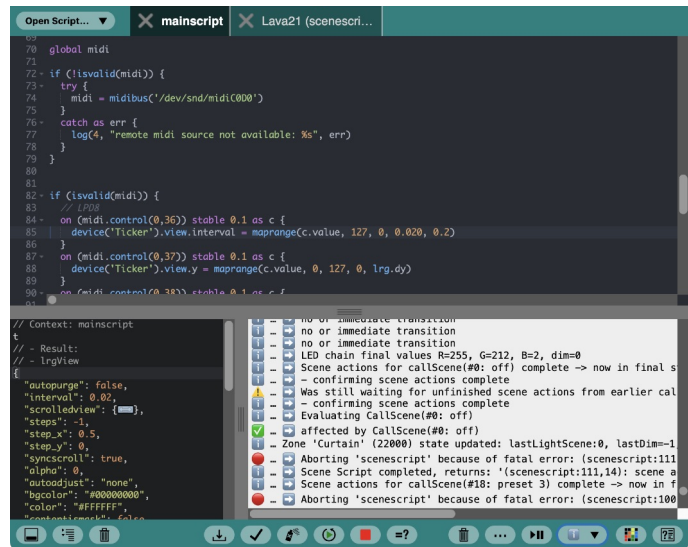 Open Script... ▼
mainscript
Lava21 (scenescri...
69
70 global midi
71
72 if (!isvalid(midi)) {
73 try {
74 midi = midibus('/dev/snd/midiC0D0')
75 }
76 catch as err {
77 log(4, "remote midi source not available: %s", err)
78 }
79 }
80
81
82 if (isvalid(midi)) {
83 // LPD8
84 on (midi.control(0,36)) stable 0.1 as c {
85 device('Ticker').view.interval = maprange(c.value, 127, 0, 0.020, 0.2)
86 }
87 on (midi.control(0,37)) stable 0.1 as c {
88 device('Ticker').view.y = maprange(c.value, 0, 127, 0, lrg.dy)
89 }
90 on (midi.control(0,38)) stable 0.1 as c {
91
// Context: mainscript
t
// - Result:
// - lrgView
{
"autopurge": false,
"interval": 0.02,
"scrolledview": {
},
"steps": -1,
"step_x": 0.5,
"step_y": 0,
"syncscroll": true,
"alpha": 0,
"autoadjust": "none",
"bgcolor": "#00000000",
"color": "#FFFFFF",
"contentismask": false,
no or immediate transition
no or immediate transition
no or immediate transition
LED chain final values R=255, G=212, B=2, dim=0
Scene actions for callScene(#0: off) complete -> now in final s
- confirming scene actions complete
Was still waiting for unfinished scene actions from earlier cal
- confirming scene actions complete
Evaluating CallScene(#0: off)
affected by CallScene(#0: off)
Zone 'Curtain' (22000) state updated: lastLightScene:0, lastDim=-1,
Aborting 'scenescript' because of fatal error: (scenescript:111
Scene Script completed, returns: '(scenescript:111,14): scene a
Scene actions for callScene(#18: preset 3) complete -> now in f
Aborting 'scenescript' because of fatal error: (scenescript:100
=?
...